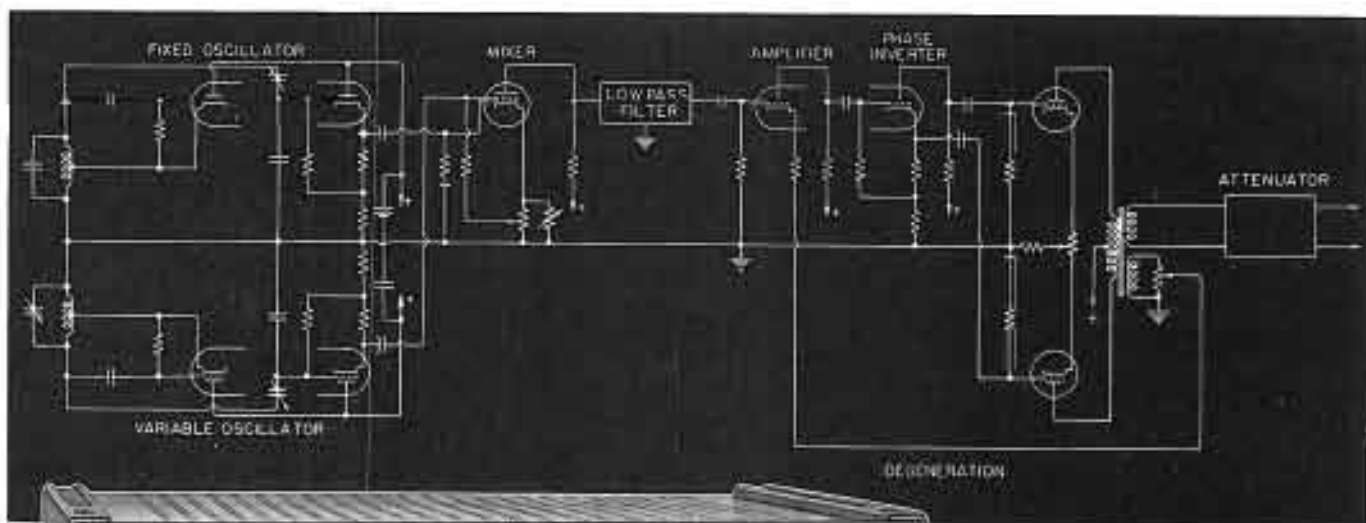 FIXED OSCILLATOR
MIXER
AMPLIFIER
PHASE
INVERTER
LOW PASS
FILTER
ATTENUATOR
VARIABLE OSCILLATOR
DEGENERATION